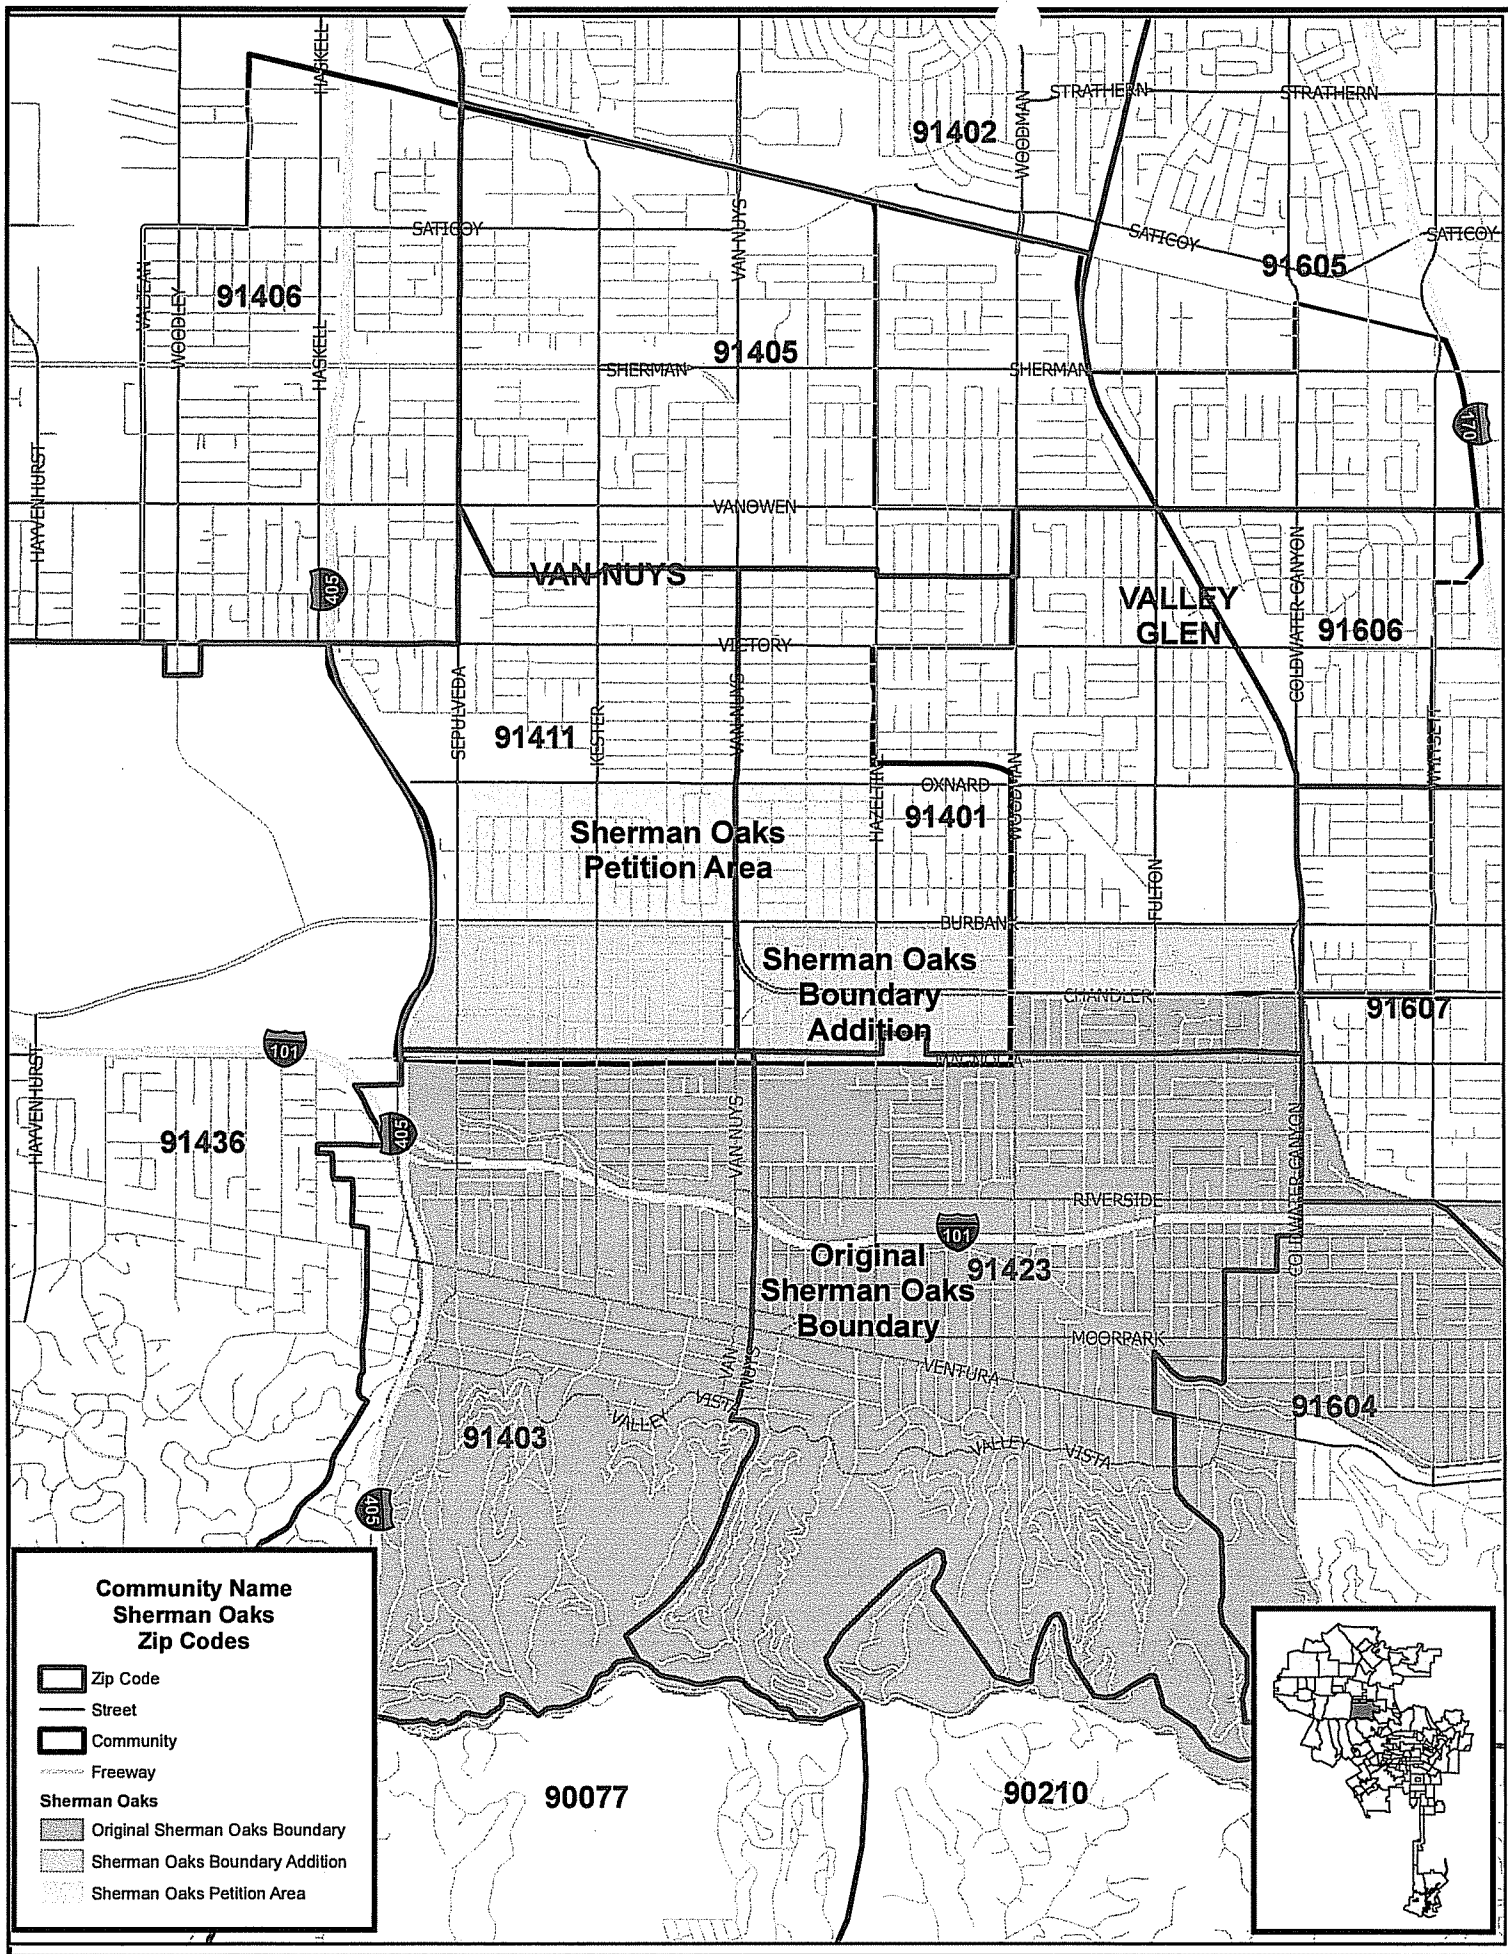 HASKELL
STRATHERN
STRATHERN
91402
WOODMAN
VAN NUYS
SATICOY
SATICOY
SATICOY
91605
VALJEAN
WOODLEY
91406
HASKELL
91405
SHERMAN
SHERMAN
170
HAYVENHURST
VANOWEN
COLDWATER CANYON
405
VAN NUYS
VALLEY
GLEN
91606
VICTORY
SEPULVEDA
91411
KESTER
VAN NUYS
HAZELTINE
OXNARD
91401
WOODMAN
WHITSETT
Sherman Oaks
Petition Area
FULTON
BURBANK
Sherman Oaks
Boundary
Addition
CHANDLER
91607
101
MAGNOLIA
HAYVENHURST
91436
405
VAN NUYS
COLDWATER CANYON
RIVERSIDE
101
Original
Sherman Oaks
Boundary
91423
MOORPARK
VAN NUYS
VENTURA
91403
VALLEY VISTA
VALLEY VISTA
91604
405
Community Name
Sherman Oaks
Zip Codes
Zip Code
Street
Community
Freeway
Sherman Oaks
Original Sherman Oaks Boundary
Sherman Oaks Boundary Addition
Sherman Oaks Petition Area
90077
90210